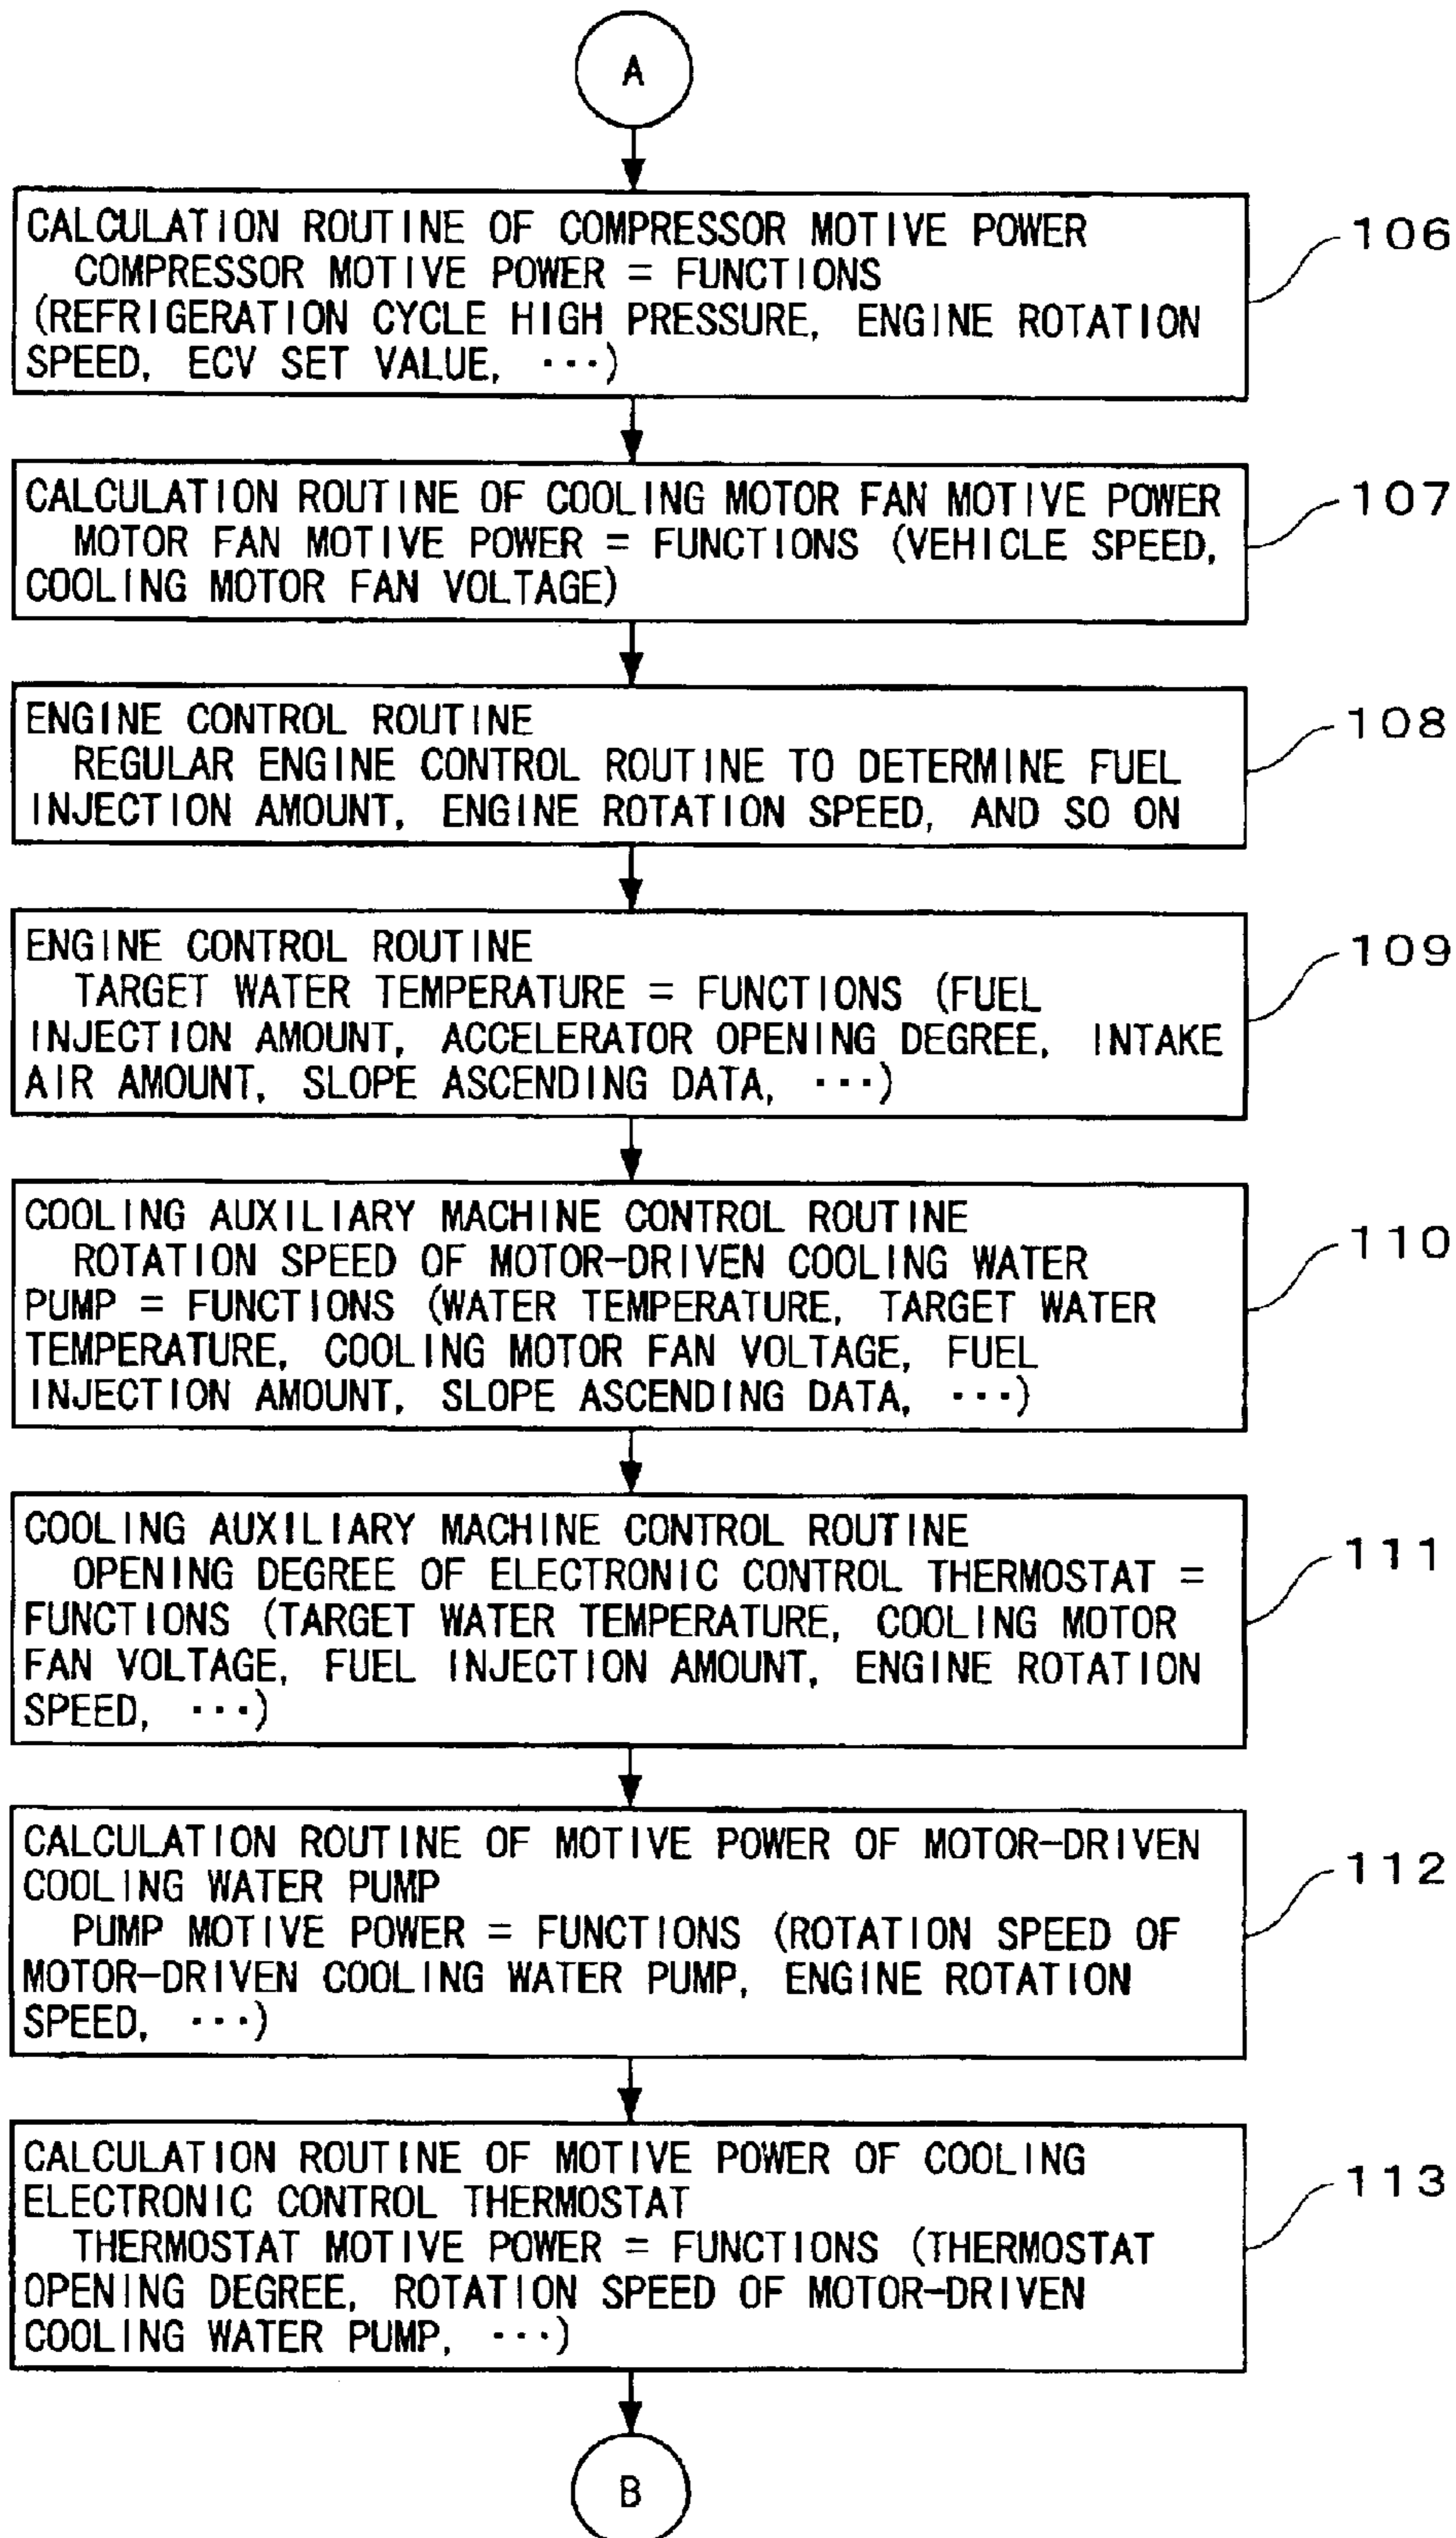 A
CALCULATION ROUTINE OF COMPRESSOR MOTIVE POWER
COMPRESSOR MOTIVE POWER = FUNCTIONS
(REFRIGERATION CYCLE HIGH PRESSURE, ENGINE ROTATION
SPEED, ECV SET VALUE, ···)
106
CALCULATION ROUTINE OF COOLING MOTOR FAN MOTIVE POWER
MOTOR FAN MOTIVE POWER = FUNCTIONS (VEHICLE SPEED,
COOLING MOTOR FAN VOLTAGE)
107
ENGINE CONTROL ROUTINE
REGULAR ENGINE CONTROL ROUTINE TO DETERMINE FUEL
INJECTION AMOUNT, ENGINE ROTATION SPEED, AND SO ON
108
ENGINE CONTROL ROUTINE
TARGET WATER TEMPERATURE = FUNCTIONS (FUEL
INJECTION AMOUNT, ACCELERATOR OPENING DEGREE, INTAKE
AIR AMOUNT, SLOPE ASCENDING DATA, ···)
109
COOLING AUXILIARY MACHINE CONTROL ROUTINE
ROTATION SPEED OF MOTOR-DRIVEN COOLING WATER
PUMP = FUNCTIONS (WATER TEMPERATURE, TARGET WATER
TEMPERATURE, COOLING MOTOR FAN VOLTAGE, FUEL
INJECTION AMOUNT, SLOPE ASCENDING DATA, ···)
110
COOLING AUXILIARY MACHINE CONTROL ROUTINE
OPENING DEGREE OF ELECTRONIC CONTROL THERMOSTAT =
FUNCTIONS (TARGET WATER TEMPERATURE, COOLING MOTOR
FAN VOLTAGE, FUEL INJECTION AMOUNT, ENGINE ROTATION
SPEED, ···)
111
CALCULATION ROUTINE OF MOTIVE POWER OF MOTOR-DRIVEN
COOLING WATER PUMP
PUMP MOTIVE POWER = FUNCTIONS (ROTATION SPEED OF
MOTOR-DRIVEN COOLING WATER PUMP, ENGINE ROTATION
SPEED, ···)
112
CALCULATION ROUTINE OF MOTIVE POWER OF COOLING
ELECTRONIC CONTROL THERMOSTAT
THERMOSTAT MOTIVE POWER = FUNCTIONS (THERMOSTAT
OPENING DEGREE, ROTATION SPEED OF MOTOR-DRIVEN
COOLING WATER PUMP, ···)
113
B